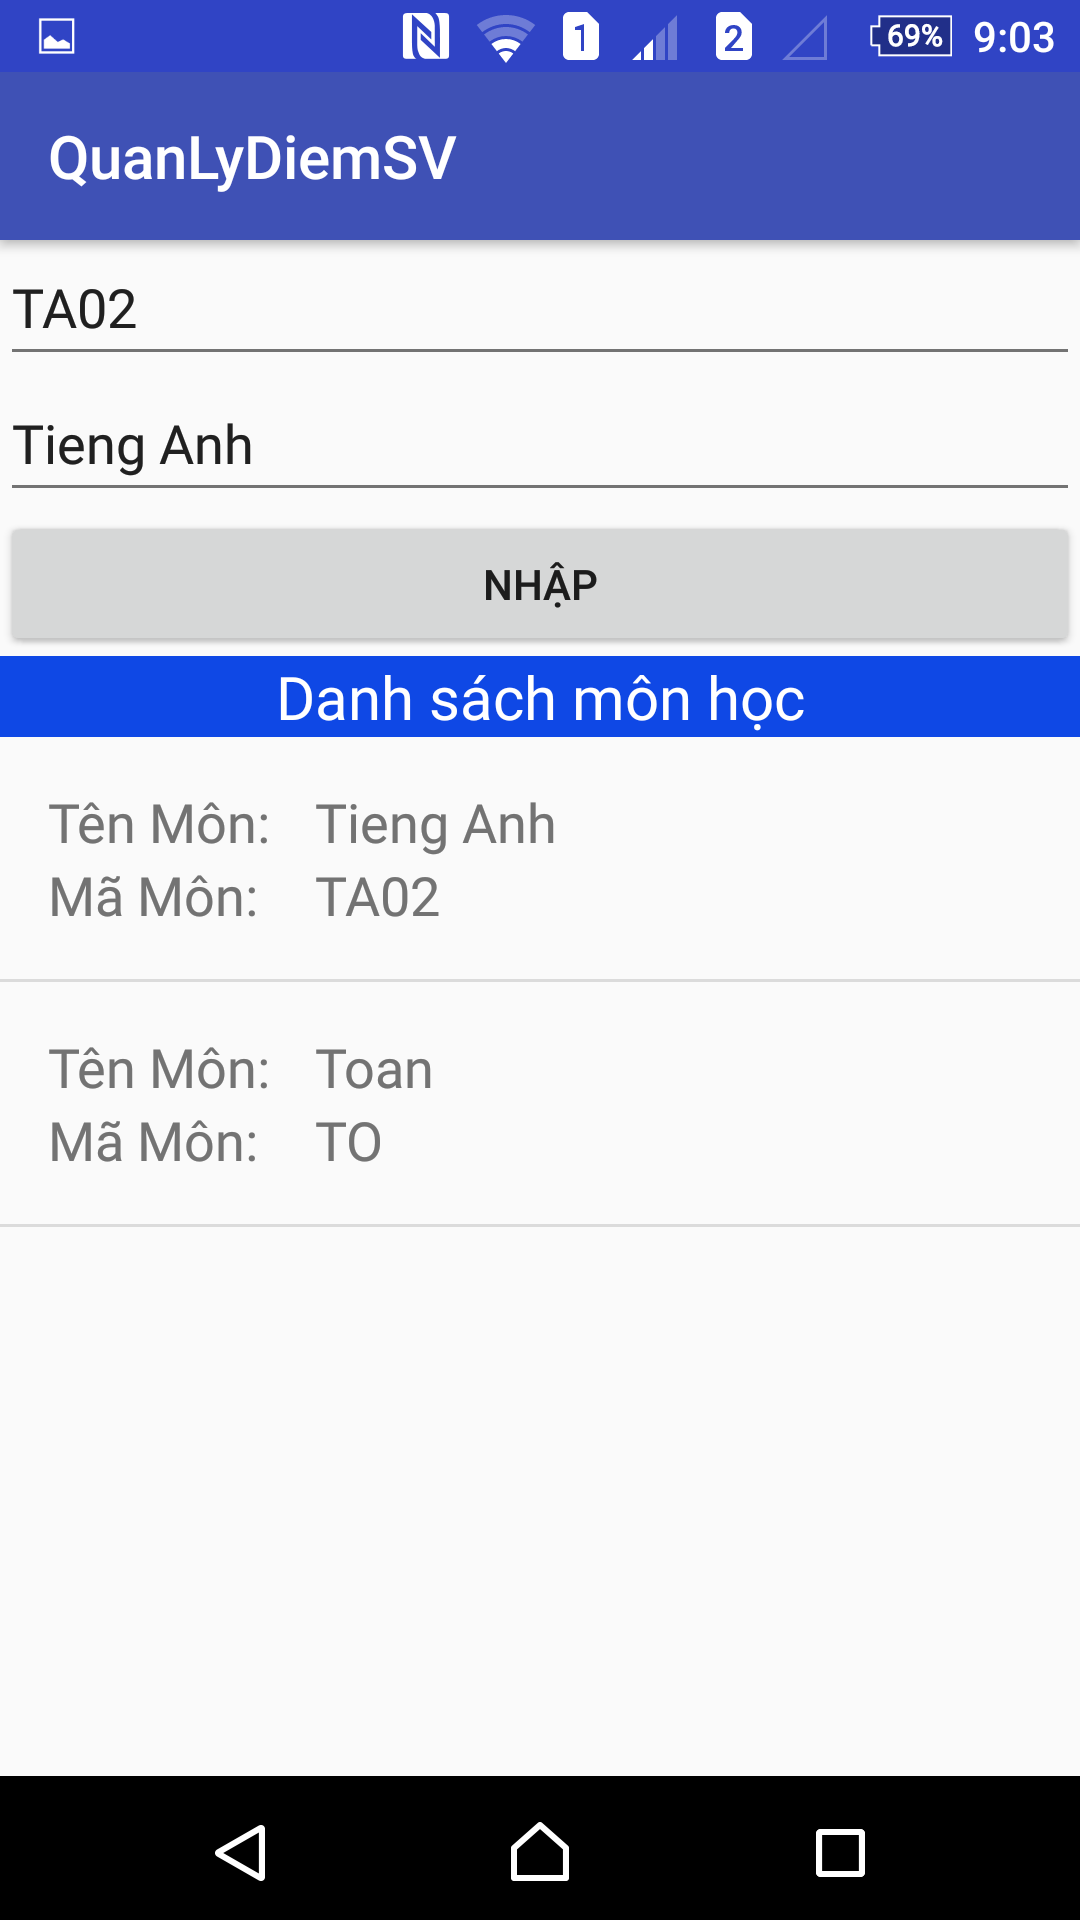 1 2 69% 9:03
QuanLyDiemSV
TA02
Tieng Anh
NHẬP
Danh sách môn học
Tên Môn: Tieng Anh
Mã Môn: TA02
Tên Môn: Toan
Mã Môn: TO